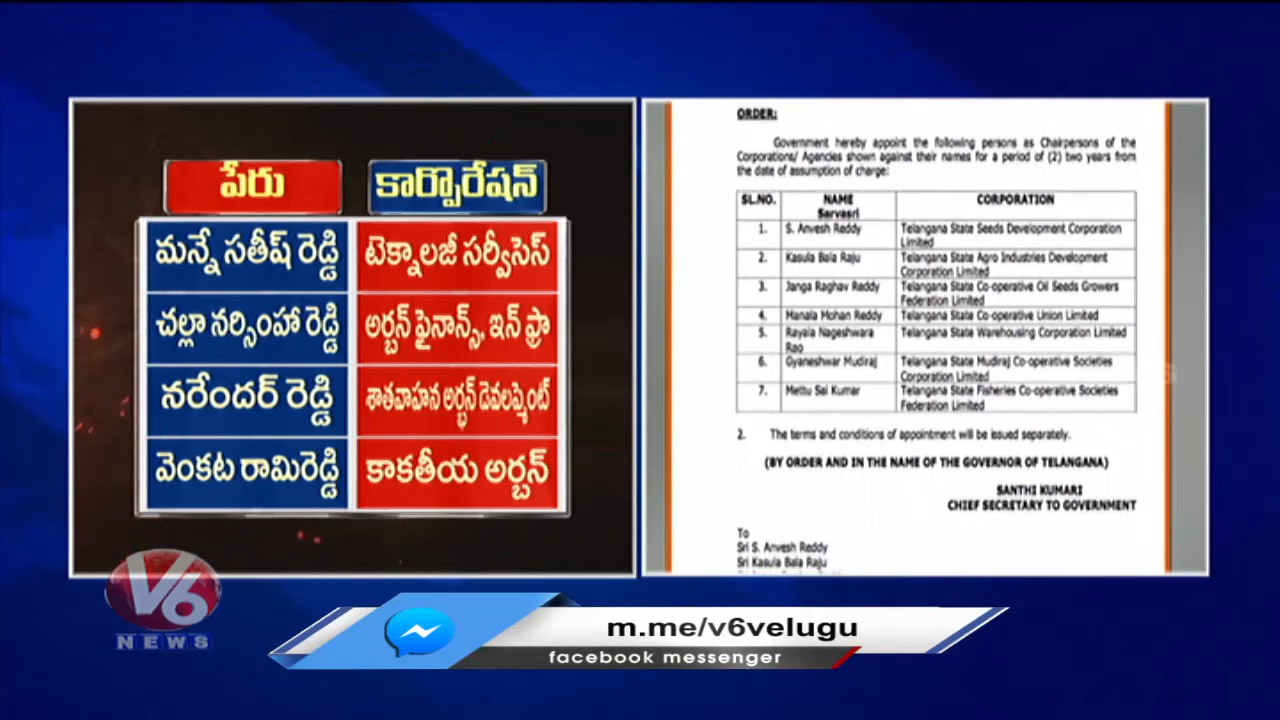 పేరు కార్పొరేషన్
మన్నే సతీష్ రెడ్డి టెక్నాలజీ సర్వీసెస్
చల్లా నర్సింహా రెడ్డి అర్బన్ ఫైనాన్స్, ఇన్ ఫ్రా
నరేందర్ రెడ్డి శాతవాహన అర్బన్ డెవలప్మెంట్
వెంకట రామిరెడ్డి కాకతీయ అర్బన్
ORDER:
Government hereby appoint the following persons as Chairpersons of the
Corporations/ Agencies shown against their names for a period of (2) two years from
the date of assumption of charge:
SL.NO. NAME CORPORATION
Sarvasri
1. S. Anvesh Reddy Telangana State Seeds Development Corporation
Limited
2. Kasula Bala Raju Telangana State Agro Industries Development
Corporation Limited
3. Janga Raghav Reddy Telangana State Co-operative Oil Seeds Growers
Federation Limited
4. Manala Mohan Reddy Telangana State Co-operative Union Limited
5. Rayala Nageshwara Telangana State Warehousing Corporation Limited
Rao
6. Gyaneshwar Mudiraj Telangana State Mudiraj Co-operative Societies
Corporation Limited
7. Mettu Sai Kumar Telangana State Fisheries Co-operative Societies
Federation Limited
2. The terms and conditions of appointment will be issued separately.
(BY ORDER AND IN THE NAME OF THE GOVERNOR OF TELANGANA)
SANTHI KUMARI
CHIEF SECRETARY TO GOVERNMENT
To
Sri S. Anvesh Reddy
Sri Kasula Bala Raju
V6
NEWS
m.me/v6velugu
facebook messenger